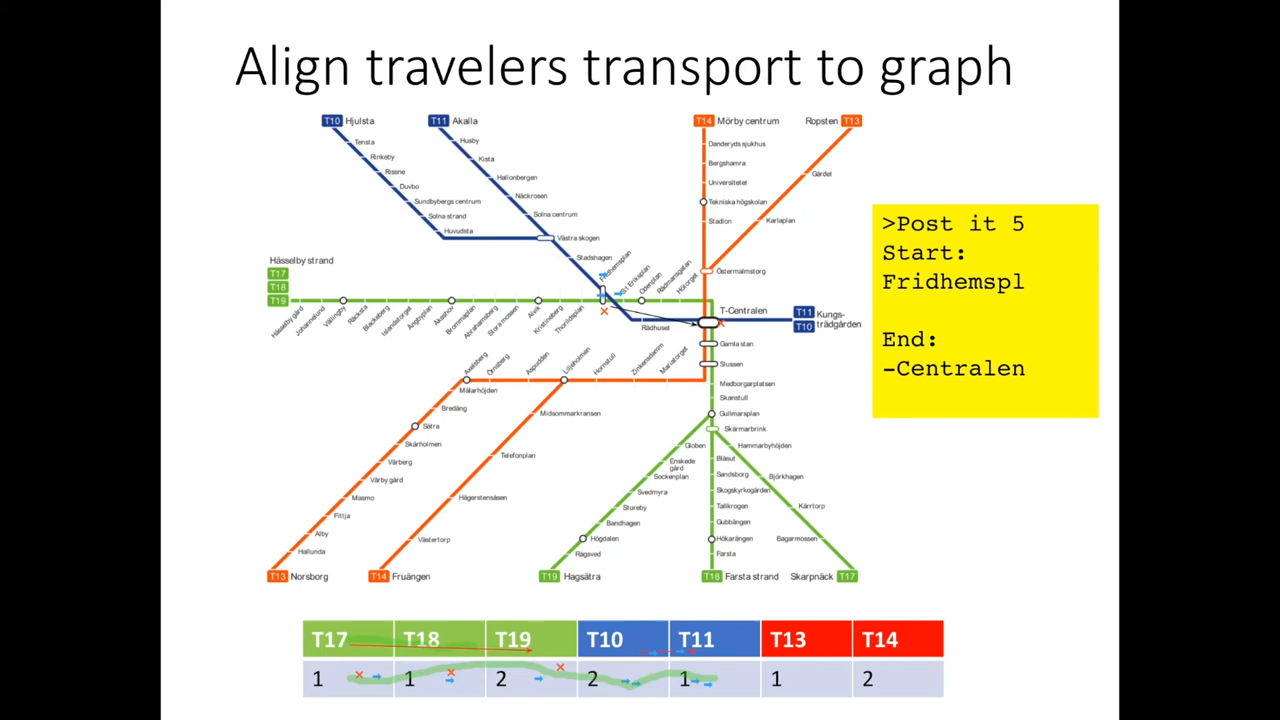 Align travelers transport to graph
T10 Hjulsta
T11 Akalla
T14 Mörby centrum
Ropsten T13
Tensta
Rinkeby
Rissne
Duvbo
Sundbybergs centrum
Solna strand
Huvudsta
Husby
Kista
Hallonbergen
Näckrosen
Solna centrum
Västra skogen
Stadshagen
Fridhemsplan
Danderyds sjukhus
Bergshamra
Universitetet
Tekniska högskolan
Stadion
Gärdet
Karlaplan
Östermalmstorg
Hässelby strand
T17
T18
T19
Hässelby gård
Johannelund
Vällingby
Råcksta
Blackeberg
Islandstorget
Ängbyplan
Åkeshov
Brommaplan
Abrahamsberg
Stora mossen
Alvik
Kristineberg
Thorildsplan
S:t Eriksplan
Odenplan
Rådmansgatan
Hötorget
Rådhuset
T-Centralen
T11
T10
Kungs-
trädgården
Gamla stan
Slussen
Medborgarplatsen
Skanstull
Gullmarsplan
Skärmarbrink
Axelsberg
Örnsberg
Aspudden
Liljeholmen
Hornstull
Zinkensdamm
Mariatorget
Mälarhöjden
Bredäng
Sätra
Skärholmen
Vårberg
Vårby gård
Masmo
Fittja
Alby
Hallunda
T13 Norsborg
Midsommarkransen
Telefonplan
Hägerstensåsen
Västertorp
T14 Fruängen
Globen
Enskede
gård
Sockenplan
Svedmyra
Stureby
Bandhagen
Högdalen
Rågsved
T19 Hagsätra
Blåsut
Sandsborg
Skogskyrkogården
Tallkrogen
Gubbängen
Hökarängen
Farsta
T18 Farsta strand
Hammarbyhöjden
Björkhagen
Kärrtorp
Bagarmossen
Skarpnäck T17
>Post it 5
Start:
Fridhemspl
End:
-Centralen
T17 T18 T19 T10 T11 T13 T14
1 1 2 2 1 1 2